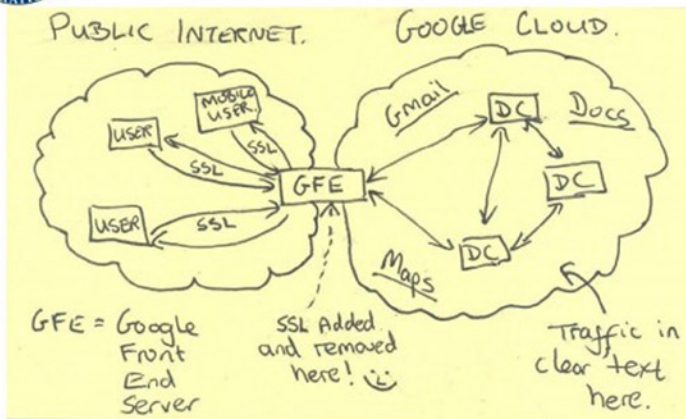 PUBLIC INTERNET.
GOOGLE CLOUD.
MOBILE
USER.
USER
SSL
SSL
USER
SSL
GFE
Gmail
DC
Docs
DC
DC
Maps
GFE = Google
Front
End
Server
SSL Added
and removed
here!
Traffic in
clear text
here.